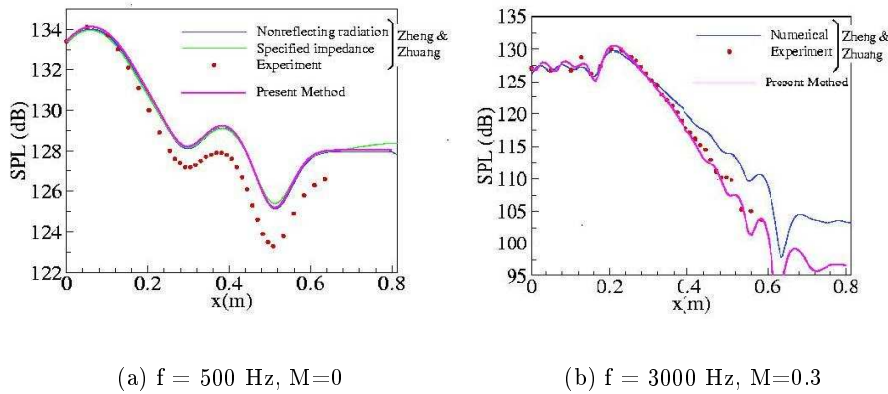 134
132
130
128
126
124
122
SPL (dB)
0
0.2
0.4
0.6
0.8
x(m)
Nonreflecting radiation
Specified impedance
Experiment
Zheng &
Zhuang
Present Method
135
130
125
120
115
110
105
100
95
SPL (dB)
0
0.2
0.4
0.6
0.8
x(m)
Numerical
Experiment
Zheng &
Zhuang
Present Method
(a) f = 500 Hz, M=0
(b) f = 3000 Hz, M=0.3